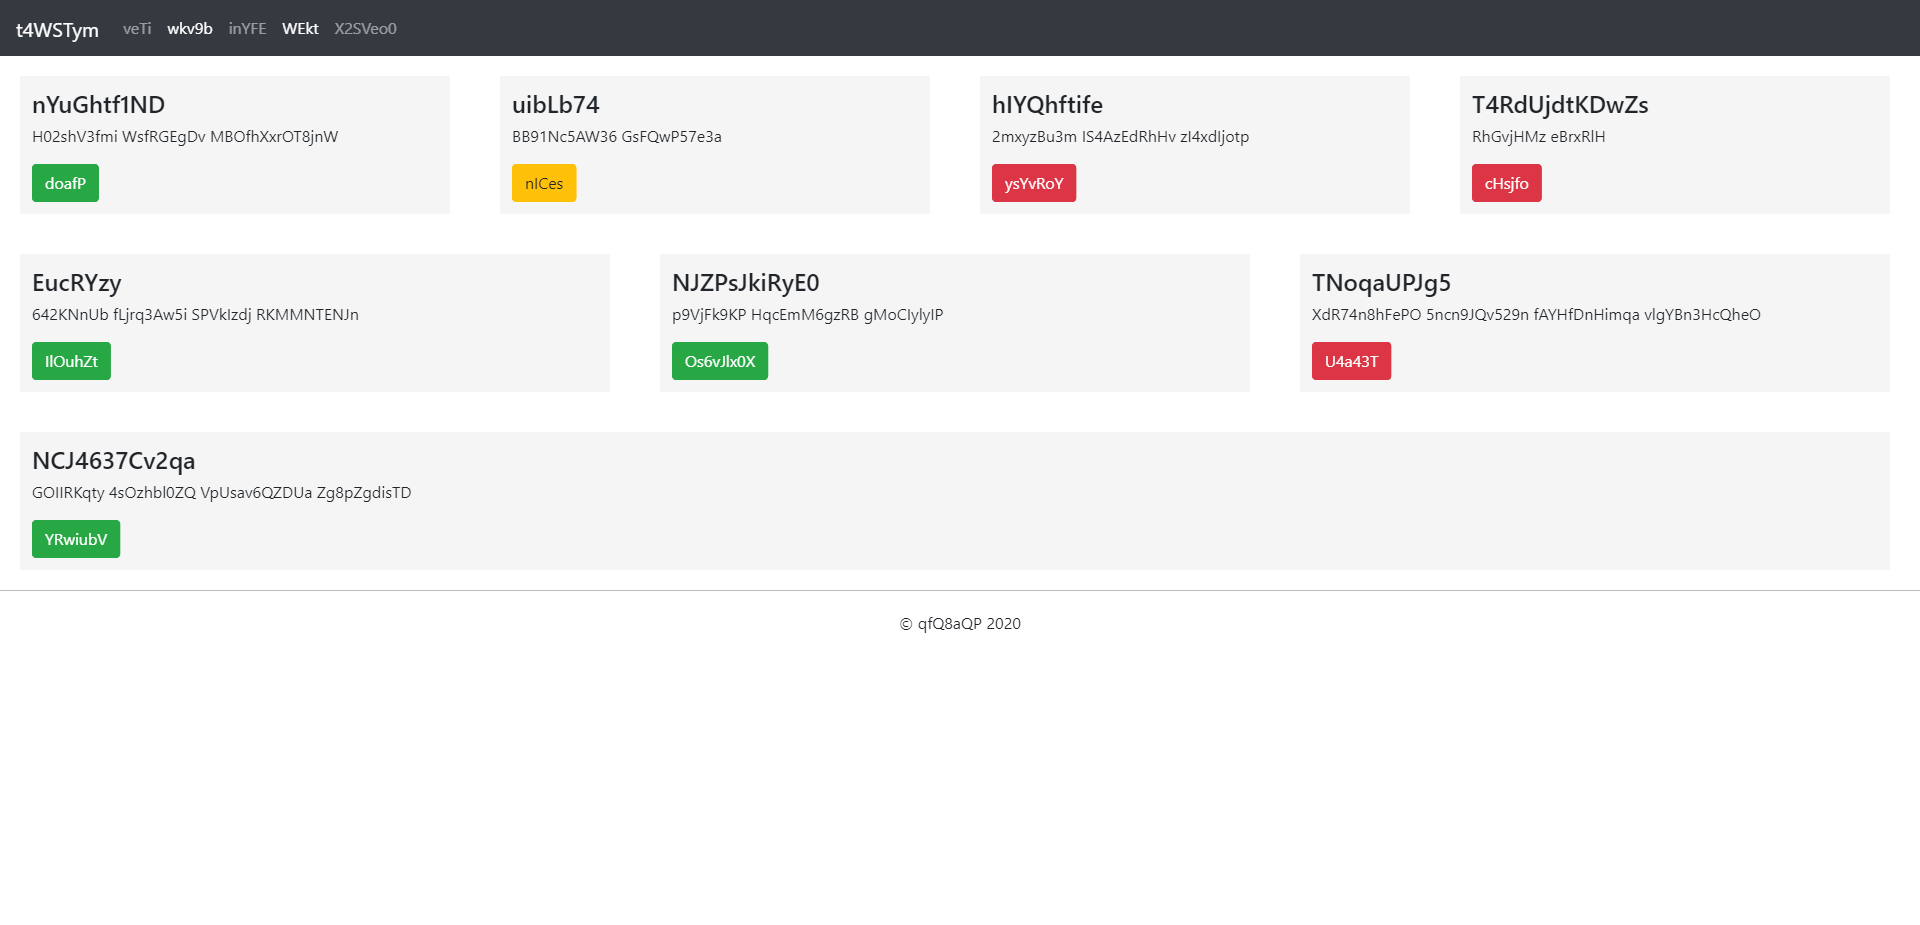 t4WSTym veTi wkv9b inYFE WEkt X2SVeo0
nYuGhtf1ND
H02shV3fmi WsfRGEgDv MBOfhXxrOT8jnW
doafP
uibLb74
BB91Nc5AW36 GsFQwP57e3a
nICes
hIYQhftife
2mxyzBu3m IS4AzEdRhHv zI4xdIjotp
ysYvRoY
T4RdUjdtKDwZs
RhGvjHMz eBrxRlH
cHsjfo
EucRYzy
642KNnUb fLjrq3Aw5i SPVkIzdj RKMMNTENJn
IlOuhZt
NJZPsJkiRyE0
p9VjFk9KP HqcEmM6gzRB gMoCIylyIP
Os6vJlx0X
TNoqaUPJg5
XdR74n8hFePO 5ncn9JQv529n fAYHfDnHimqa vlgYBn3HcQheO
U4a43T
NCJ4637Cv2qa
GOIIRKqty 4sOzhbl0ZQ VpUsav6QZDUa Zg8pZgdisTD
YRwiubV
© qfQ8aQP 2020